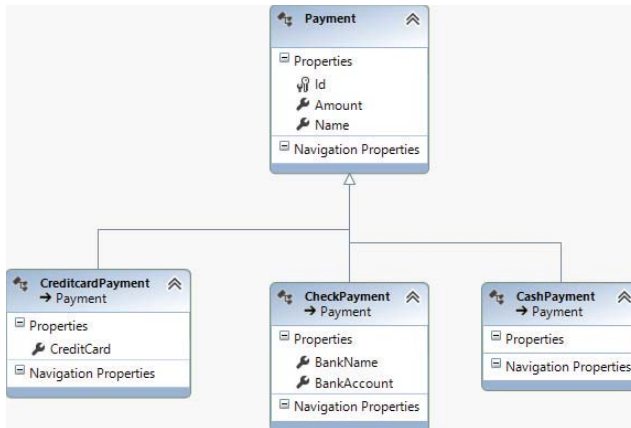 Payment
Properties
Id
Amount
Name
Navigation Properties
CreditcardPayment
→ Payment
Properties
CreditCard
Navigation Properties
CheckPayment
→ Payment
Properties
BankName
BankAccount
Navigation Properties
CashPayment
→ Payment
Properties
Navigation Properties